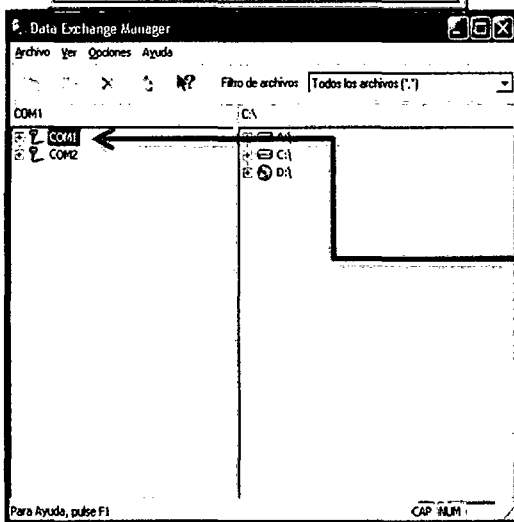 Data Exchange Manager
Archivo Ver Opciones Ayuda
Filtro de archivos Todos los archivos (*.*)
COM1 C:\
COM1 A:\
COM2 C:\
D:\
Para Ayuda, pulse F1 CAP NUM